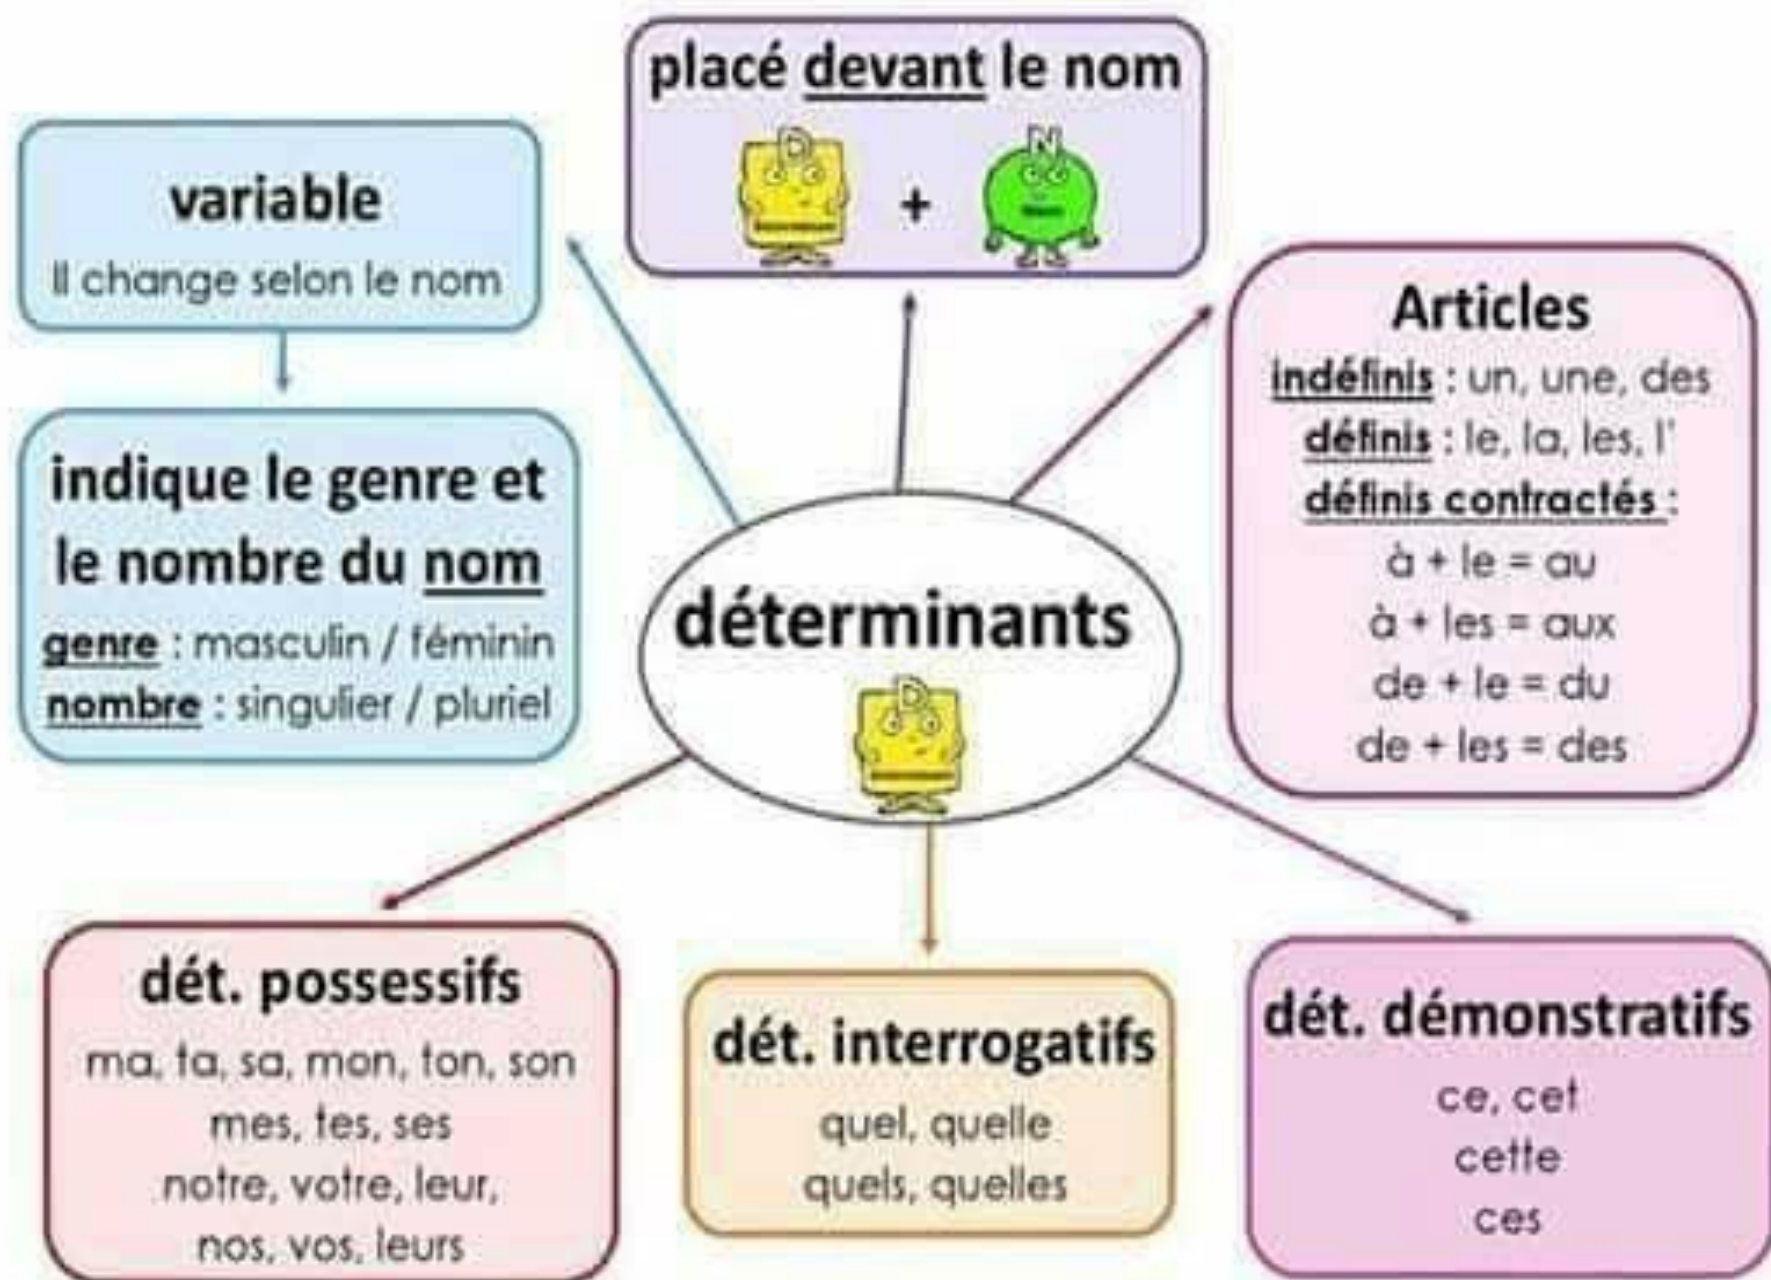 placé devant le nom
D
N
+
variable
Il change selon le nom
indique le genre et
le nombre du nom
genre : masculin / féminin
nombre : singulier / pluriel
Articles
indéfinis : un, une, des
définis : le, la, les, l'
définis contractés :
à + le = au
à + les = aux
de + le = du
de + les = des
déterminants
D
dét. possessifs
ma, ta, sa, mon, ton, son
mes, tes, ses
notre, votre, leur,
nos, vos, leurs
dét. interrogatifs
quel, quelle
quels, quelles
dét. démonstratifs
ce, cet
cette
ces